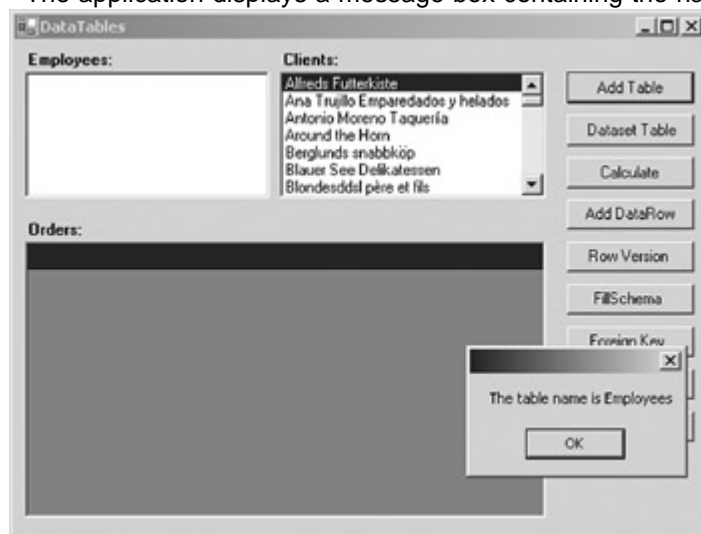 The application displays a message box containing the na
DataTables
Employees:
Clients:
Alfreds Futterkiste
Ana Trujillo Emparedados y helados
Antonio Moreno Taquería
Around the Horn
Berglunds snabbköp
Blauer See Delikatessen
Blondesddsl père et fils
Orders:
Add Table
Dataset Table
Calculate
Add DataRow
Row Version
FillSchema
Foreign Key
The table name is Employees
OK